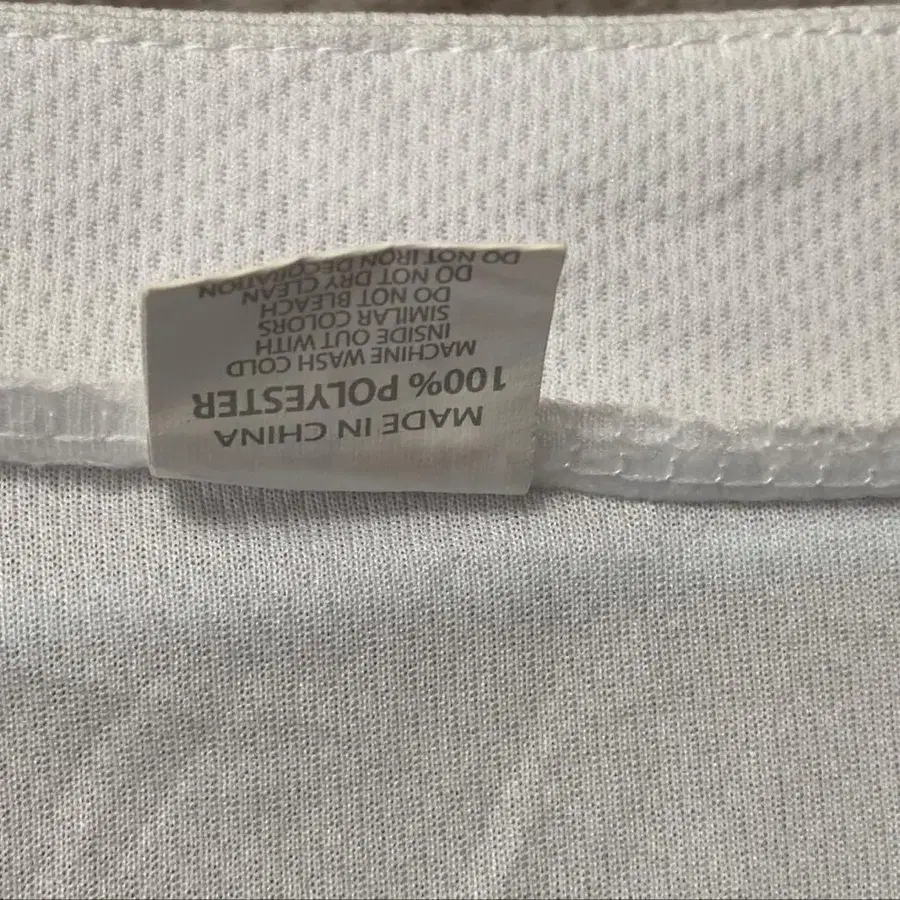 MADE IN CHINA
100% POLYESTER
MACHINE WASH COLD
INSIDE OUT WITH
SIMILAR COLORS
DO NOT BLEACH
DO NOT DRY CLEAN
DO NOT IRON DECORATION